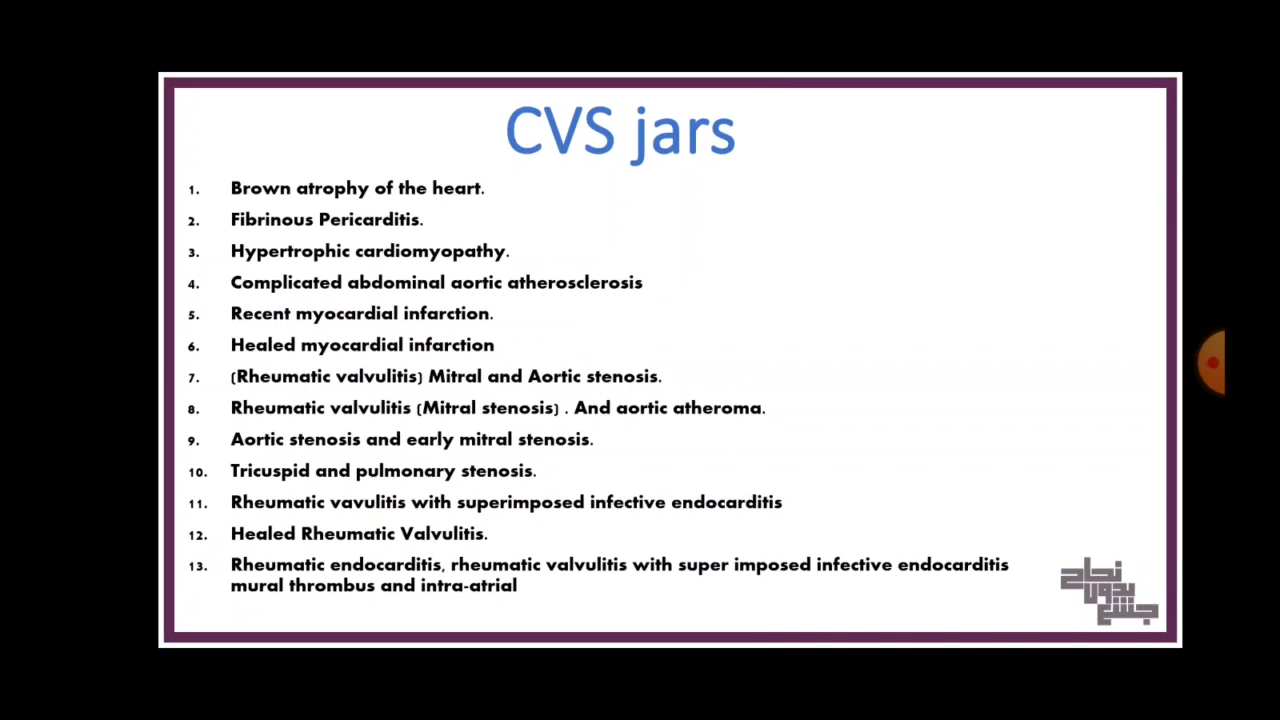 CVS jars
1. Brown atrophy of the heart.
2. Fibrinous Pericarditis.
3. Hypertrophic cardiomyopathy.
4. Complicated abdominal aortic atherosclerosis
5. Recent myocardial infarction.
6. Healed myocardial infarction
7. (Rheumatic valvulitis) Mitral and Aortic stenosis.
8. Rheumatic valvulitis (Mitral stenosis) . And aortic atheroma.
9. Aortic stenosis and early mitral stenosis.
10. Tricuspid and pulmonary stenosis.
11. Rheumatic vavulitis with superimposed infective endocarditis
12. Healed Rheumatic Valvulitis.
13. Rheumatic endocarditis, rheumatic valvulitis with super imposed infective endocarditis
mural thrombus and intra-atrial
نجاح
بدون
جشع